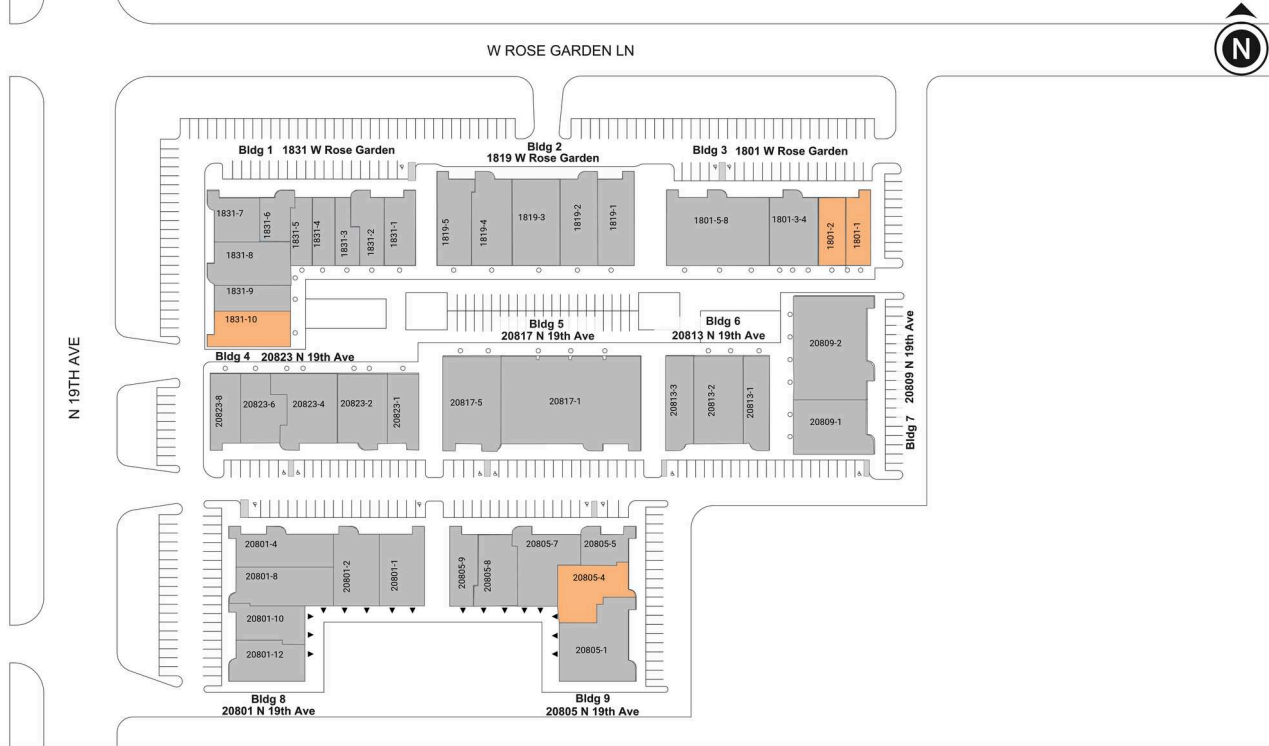 W ROSE GARDEN LN
N
Bldg 1 1831 W Rose Garden
Bldg 2
1819 W Rose Garden
Bldg 3 1801 W Rose Garden
1831-7
1831-6
1831-5
1831-4
1831-3
1831-2
1831-1
1831-8
1831-9
1831-10
1819-5
1819-4
1819-3
1819-2
1819-1
1801-5-8
1801-3-4
1801-2
1801-1
N 19TH AVE
Bldg 4 20823 N 19th Ave
Bldg 5
20817 N 19th Ave
Bldg 6
20813 N 19th Ave
Bldg 7 20809 N 19th Ave
20823-8
20823-6
20823-4
20823-2
20823-1
20817-5
20817-1
20813-3
20813-2
20813-1
20809-2
20809-1
20801-4
20801-8
20801-2
20801-1
20801-10
20801-12
20805-9
20805-8
20805-7
20805-5
20805-4
20805-1
Bldg 8
20801 N 19th Ave
Bldg 9
20805 N 19th Ave